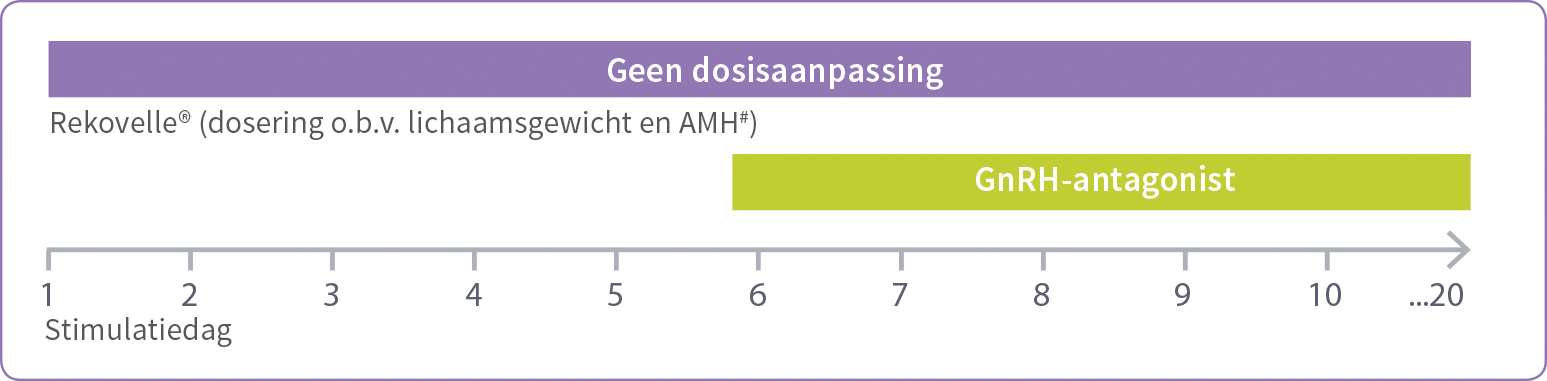 Geen dosisaanpassing
Rekovelle® (dosering o.b.v. lichaamsgewicht en AMH#)
GnRH-antagonist
1 2 3 4 5 6 7 8 9 10 ...20
Stimulatiedag